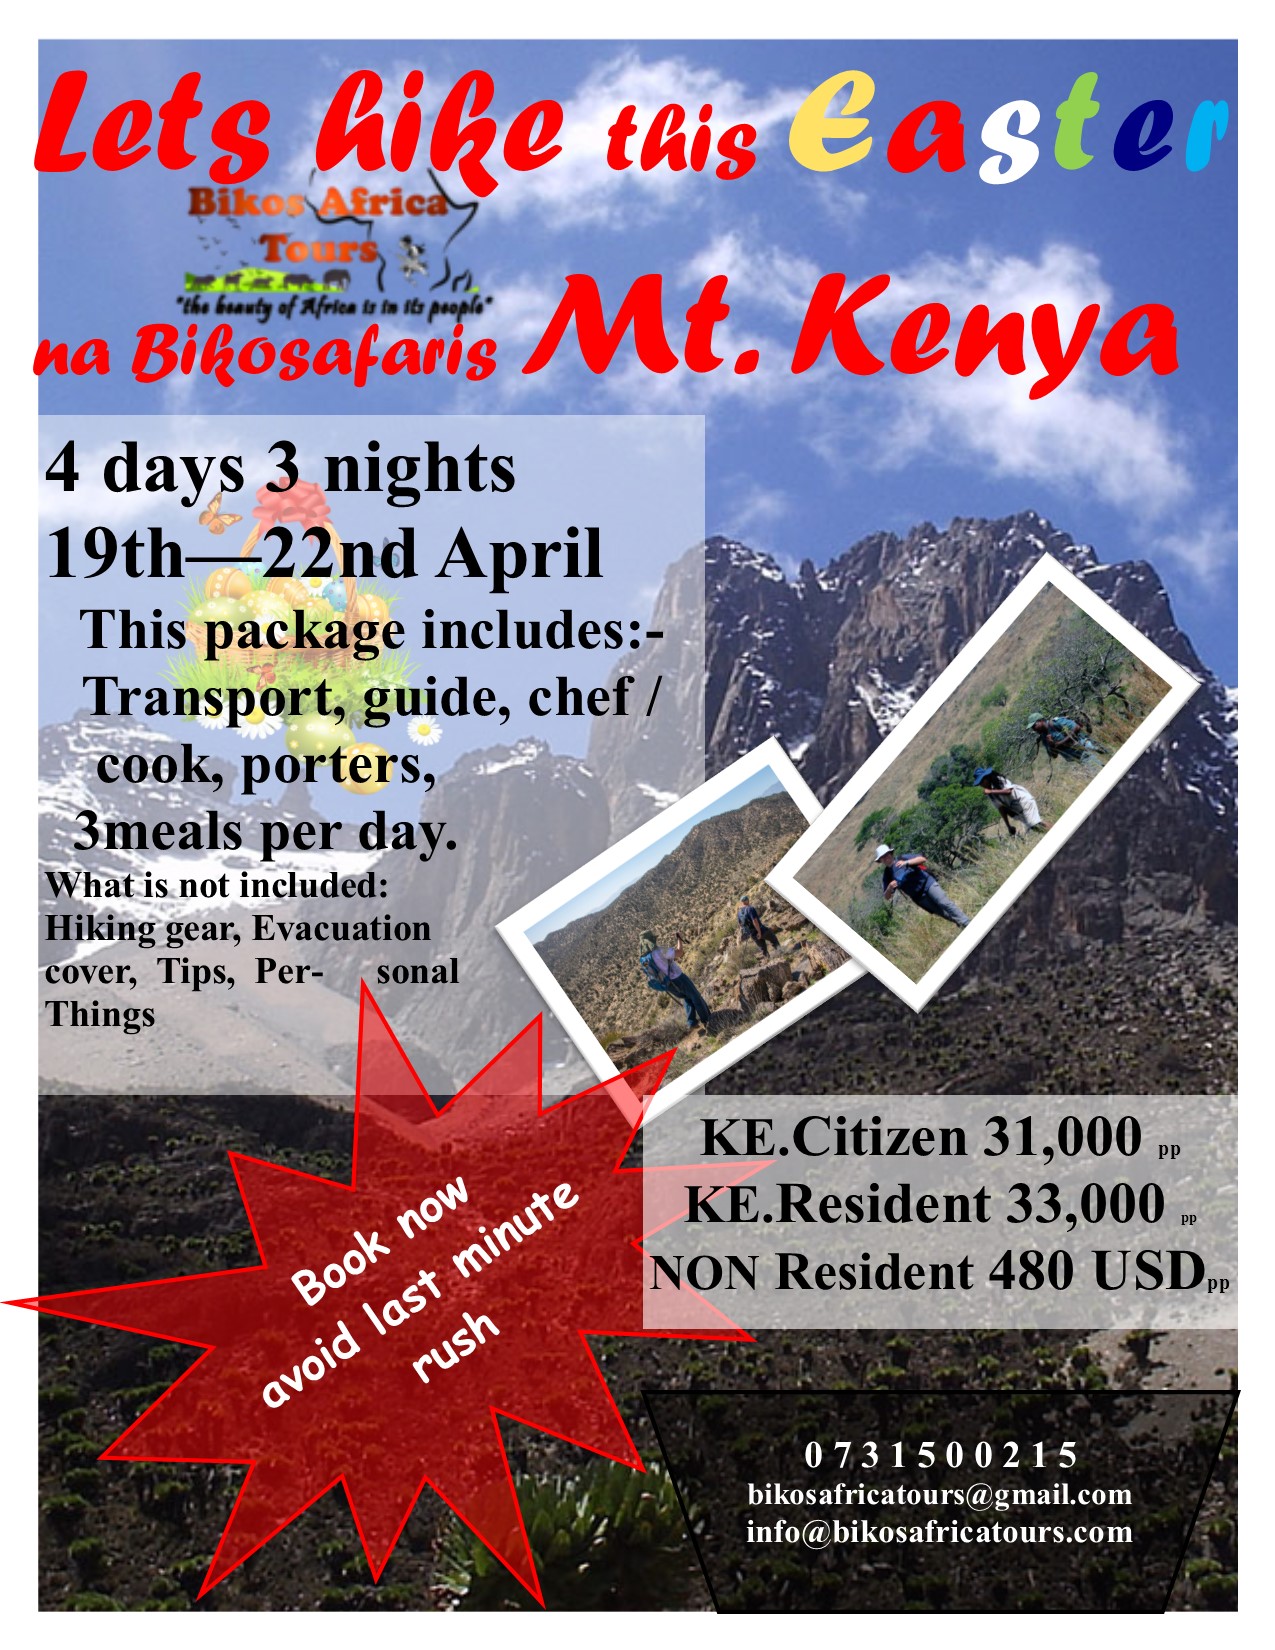 Lets hike this Easter
Bikos Africa
Tours
"the beauty of Africa is in its people"
na Bikosafaris Mt. Kenya
4 days 3 nights
19th—22nd April
This package includes:-
Transport, guide, chef /
cook, porters,
3meals per day.
What is not included:
Hiking gear, Evacuation
cover, Tips, Per- sonal
Things
Book now
avoid last minute
rush
KE.Citizen 31,000 pp
KE.Resident 33,000 pp
NON Resident 480 USDpp
0731500215
bikosafricatours@gmail.com
info@bikosafricatours.com